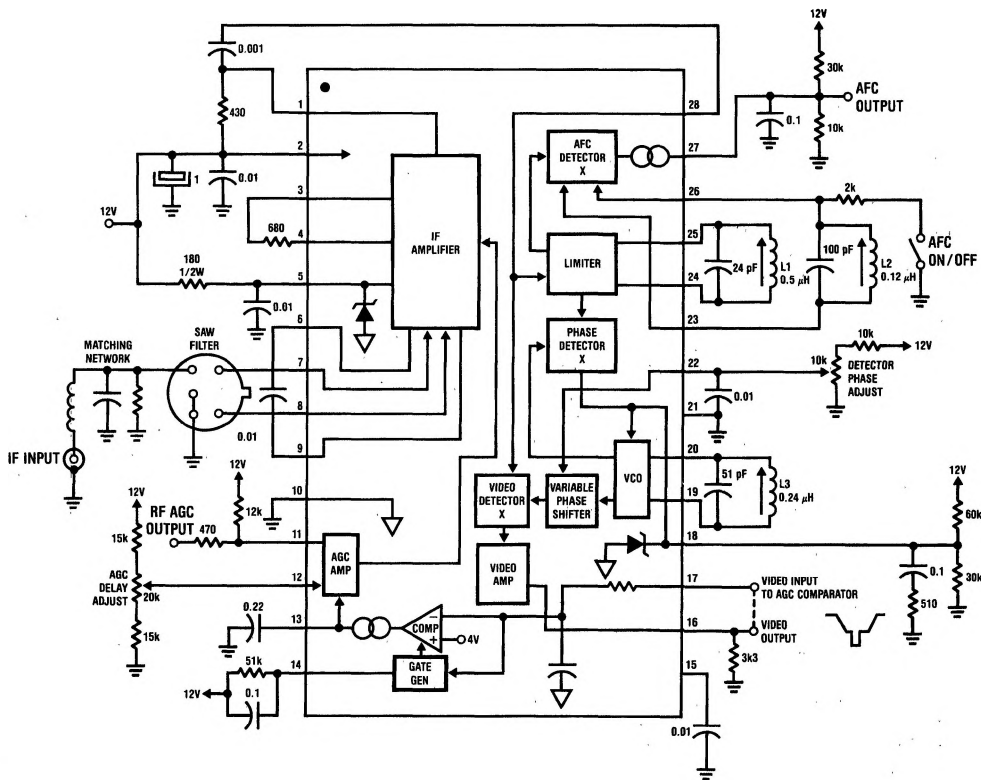 12V
0.001
30k
AFC
OUTPUT
0.1
10k
430
1
28
AFC
DETECTOR
X
27
2
1
0.01
12V
3
680
4
IF
AMPLIFIER
26
2k
25
LIMITER
24 pF
L1
0.5 μH
100 pF
L2
0.12 μH
AFC
ON/OFF
24
180
1/2W
5
0.01
23
6
PHASE
DETECTOR
X
10k
12V
MATCHING
NETWORK
SAW
FILTER
7
22
10k
DETECTOR
PHASE
ADJUST
0.01
8
21
0.01
9
IF INPUT
20
51 pF
L3
0.24 μH
VIDEO
DETECTOR
X
VARIABLE
PHASE
SHIFTER
VCO
19
12V
12V
10
12k
12V
60k
RF AGC
OUTPUT
470
11
18
15k
AGC
AMP
VIDEO
AMP
0.1
30k
AGC
DELAY
ADJUST
20k
12
17
VIDEO INPUT
TO AGC COMPARATOR
510
15k
0.22
13
COMP
−
+
4V
16
VIDEO
OUTPUT
51k
14
GATE
GEN
3k3
15
12V
0.1
0.01